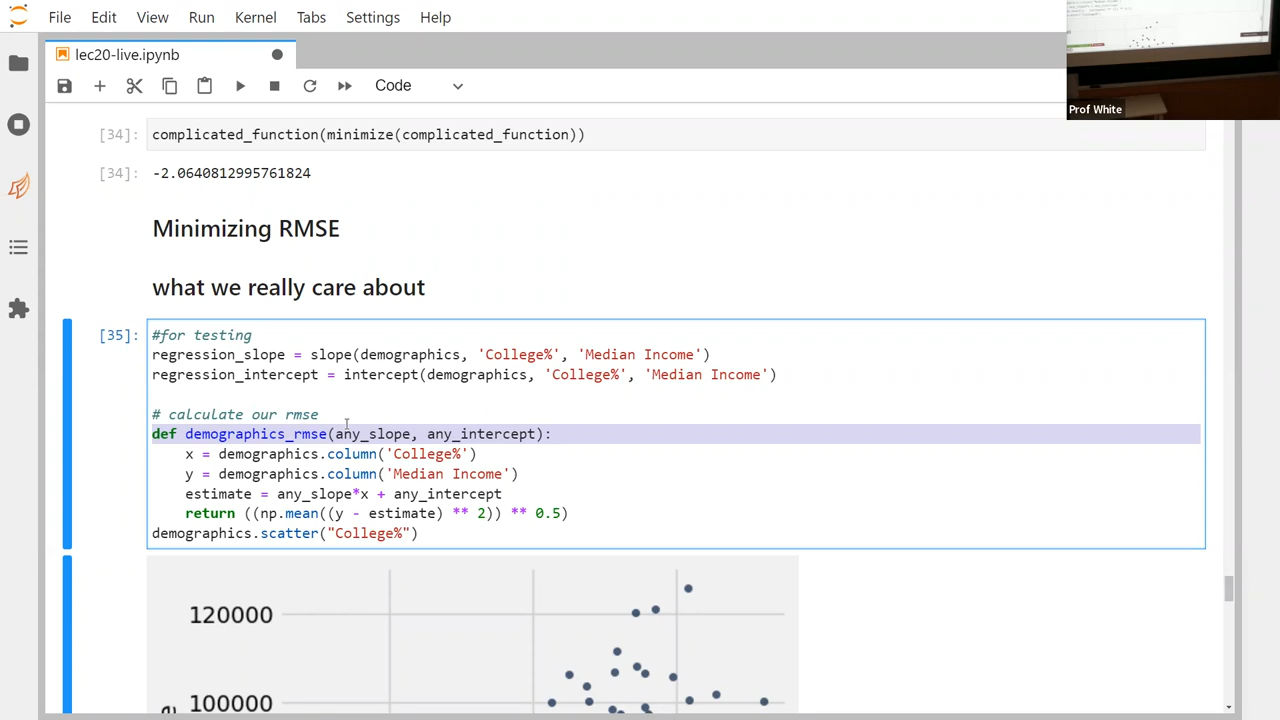 File Edit View Run Kernel Tabs Settings Help
lec20-live.ipynb
Code
Prof White
[34]: complicated_function(minimize(complicated_function))
[34]: -2.0640812995761824
Minimizing RMSE
what we really care about
[35]: #for testing
regression_slope = slope(demographics, 'College%', 'Median Income')
regression_intercept = intercept(demographics, 'College%', 'Median Income')
# calculate our rmse
def demographics_rmse(any_slope, any_intercept):
x = demographics.column('College%')
y = demographics.column('Median Income')
estimate = any_slope*x + any_intercept
return ((np.mean((y - estimate) ** 2)) ** 0.5)
demographics.scatter("College%")
120000
100000